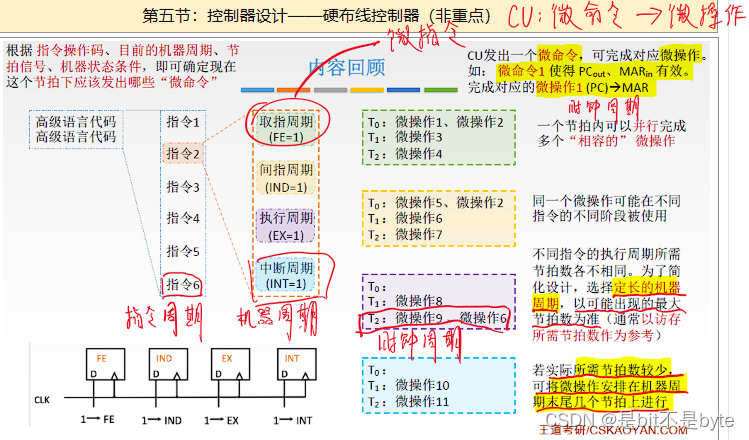 第五节：控制器设计——硬布线控制器（非重点）
CU：微命令→微操作
根据 指令操作码、目前的机器周期、节
拍信号、机器状态条件，即可确定现在
这个节拍下应该发出哪些“微命令”
微指令
内容回顾
CU发出一个微命令，可完成对应微操作。
如：微命令1 使得 PCout、MARin 有效。
完成对应的微操作1 (PC)→MAR
时钟周期
一个节拍内可以并行完成
多个“相容的”微操作
高级语言代码
高级语言代码
指令1
指令2
指令3
指令4
指令5
指令6
指令周期
取指周期
(FE=1)
间指周期
(IND=1)
执行周期
(EX=1)
中断周期
(INT=1)
机器周期
T0：微操作1、微操作2
T1：微操作3
T2：微操作4
T0：微操作5、微操作2
T1：微操作6
T2：微操作7
T0：
T1：微操作8
T2：微操作9、微操作6
时钟周期
T0：
T1：微操作10
T2：微操作11
同一个微操作可能在不同
指令的不同阶段被使用
不同指令的执行周期所需
节拍数各不相同。为了简
化设计，选择定长的机器
周期，以可能出现的最大
节拍数为准（通常以访存
所需节拍数作为参考）
若实际所需节拍数较少，
可将微操作安排在机器周
期末尾几个节拍上进行
FE
IND
EX
INT
D
D
D
D
CLK
1→FE
1→IND
1→EX
1→INT
CSDN @是bit不是byte
王道考研/CSKAOYAN.COM